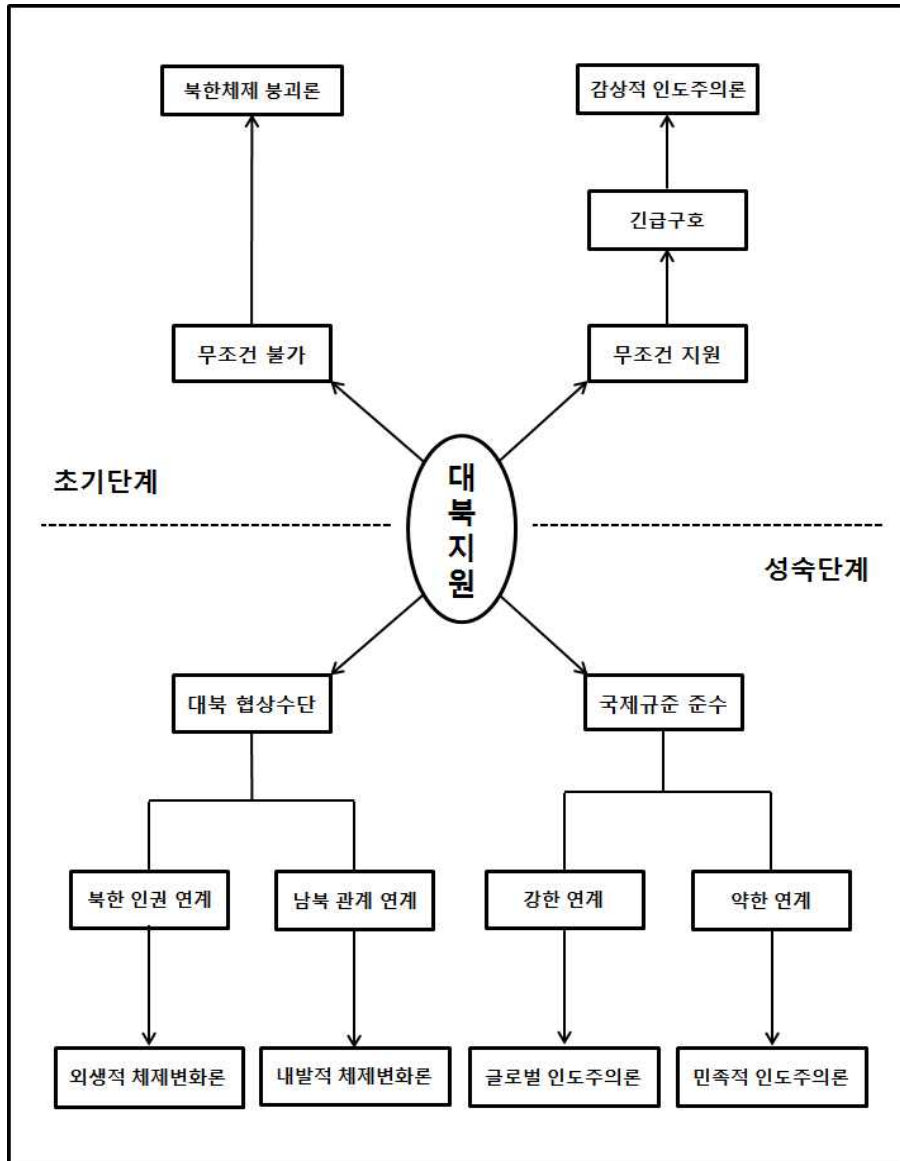 북한체제 붕괴론
감상적 인도주의론
긴급구호
무조건 불가
무조건 지원
대북지원
초기단계
성숙단계
대북 협상수단
국제규준 준수
북한 인권 연계
남북 관계 연계
강한 연계
약한 연계
외생적 체제변화론
내발적 체제변화론
글로벌 인도주의론
민족적 인도주의론